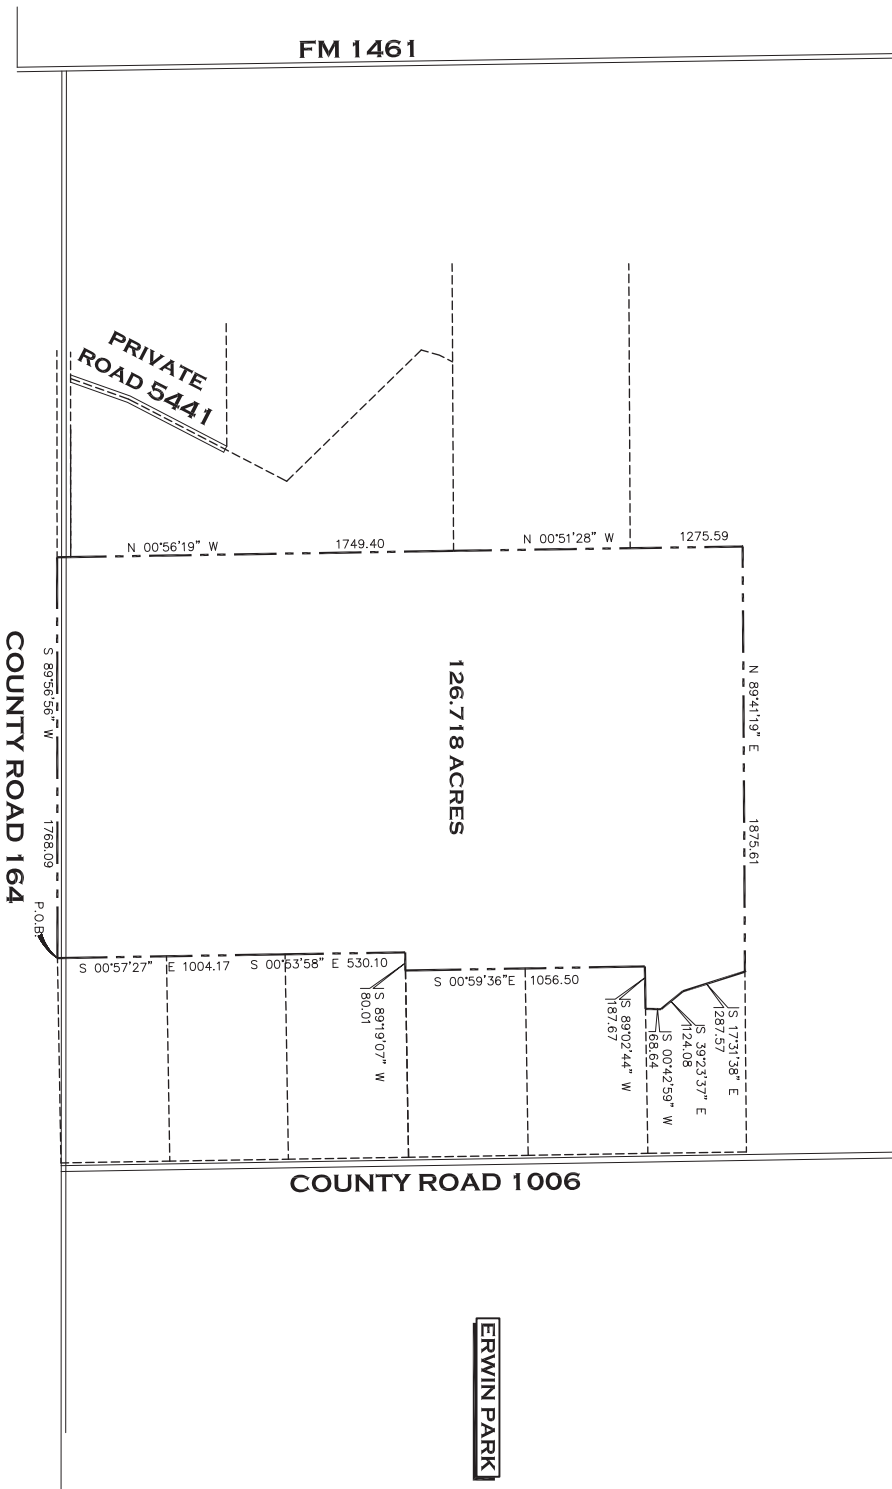 FM 1461
PRIVATE
ROAD 5441
N 00°56'19" W
1749.40
N 00°51'28" W
1275.59
S 89°56'56" W
1768.09
COUNTY ROAD 164
126.718 ACRES
N 89°41'19" E
1875.61
P.O.B.
S 00°57'27" E 1004.17
S 00°53'58" E 530.10
S 89°19'07" W
80.01
S 00°59'36"E
1056.50
S 89°02'44" W
187.67
S 00°42'59" W
68.64
S 39°23'37" E
124.08
S 17°31'38" E
287.57
COUNTY ROAD 1006
ERWIN PARK